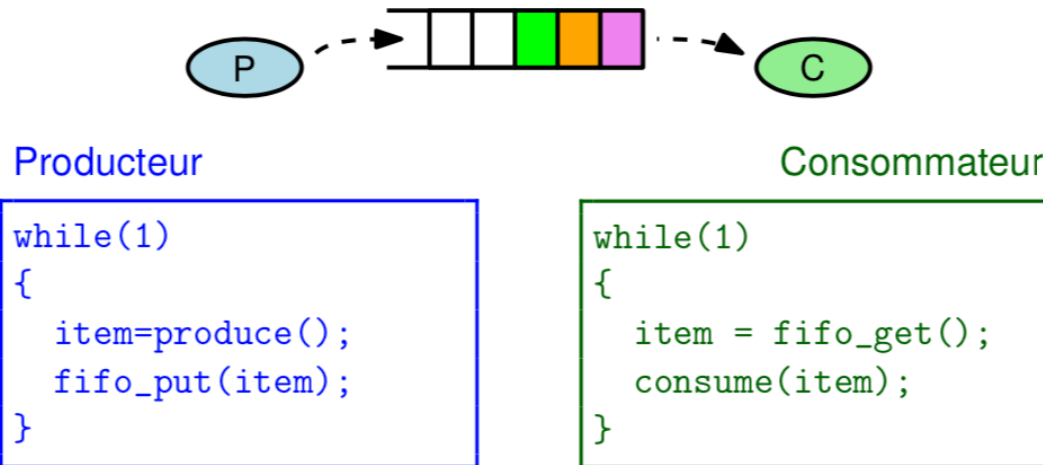 P
C
Producteur
Consommateur
while(1)
{
item=produce();
fifo_put(item);
}
while(1)
{
item = fifo_get();
consume(item);
}